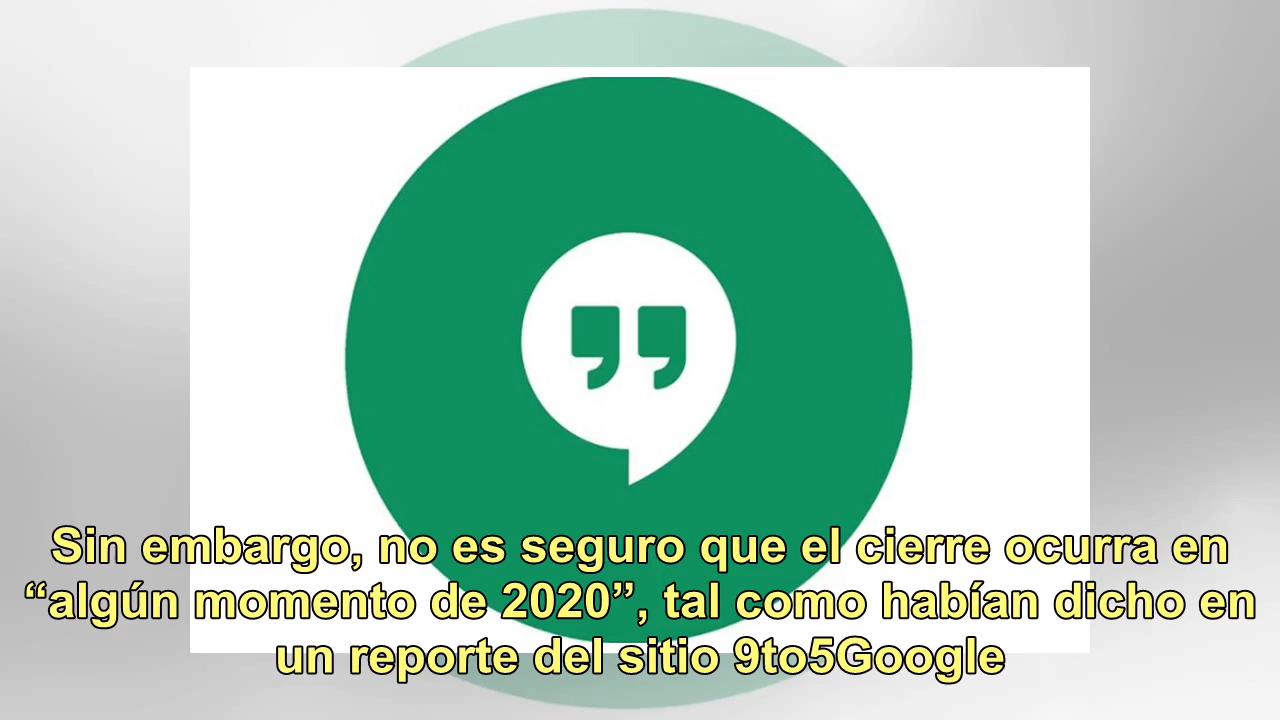 Sin embargo, no es seguro que el cierre ocurra en
“algún momento de 2020”, tal como habían dicho en
un reporte del sitio 9to5Google